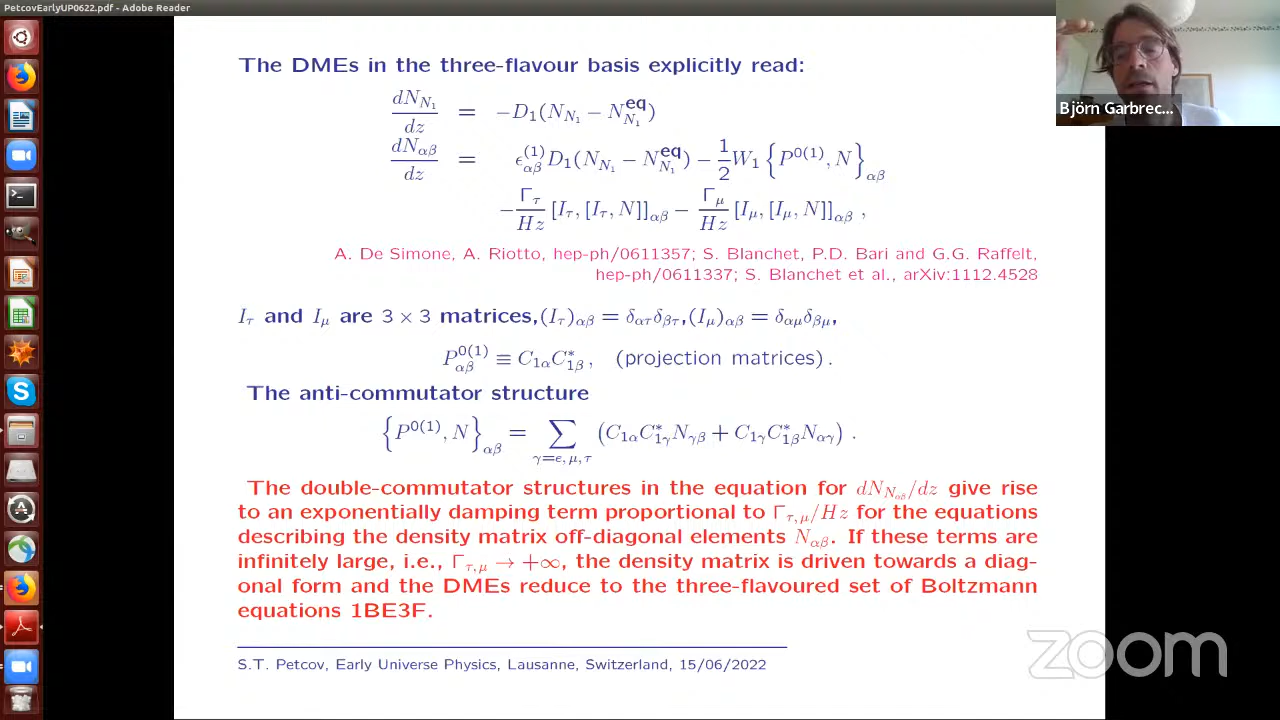 PetcovEarlyUP0622.pdf - Adobe Reader
Björn Garbrec...
The DMEs in the three-flavour basis explicitly read:
dN_{N_1}/dz = −D_1(N_{N_1} − N^{eq}_{N_1})
dN_{αβ}/dz = ϵ^{(1)}_{αβ} D_1(N_{N_1} − N^{eq}_{N_1}) − 1/2 W_1 {P^{0(1)}, N}_{αβ}
− Γ_τ/Hz [I_τ, [I_τ, N]]_{αβ} − Γ_μ/Hz [I_μ, [I_μ, N]]_{αβ} ,
A. De Simone, A. Riotto, hep-ph/0611357; S. Blanchet, P.D. Bari and G.G. Raffelt,
hep-ph/0611337; S. Blanchet et al., arXiv:1112.4528
I_τ and I_μ are 3 × 3 matrices,(I_τ)_{αβ} = δ_{ατ}δ_{βτ},(I_μ)_{αβ} = δ_{αμ}δ_{βμ},
P^{0(1)}_{αβ} ≡ C_{1α}C^*_{1β} , (projection matrices) .
The anti-commutator structure
{P^{0(1)}, N}_{αβ} = ∑_{γ=e,μ,τ} (C_{1α}C^*_{1γ}N_{γβ} + C_{1γ}C^*_{1β}N_{αγ}) .
The double-commutator structures in the equation for dN_{N_{αβ}}/dz give rise
to an exponentially damping term proportional to Γ_{τ,μ}/Hz for the equations
describing the density matrix off-diagonal elements N_{αβ}. If these terms are
infinitely large, i.e., Γ_{τ,μ} → +∞, the density matrix is driven towards a diag-
onal form and the DMEs reduce to the three-flavoured set of Boltzmann
equations 1BE3F.
S.T. Petcov, Early Universe Physics, Lausanne, Switzerland, 15/06/2022
zoom